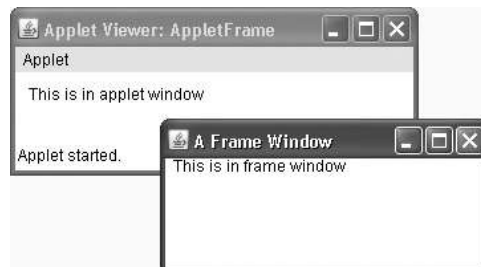 Applet Viewer: AppletFrame
Applet
This is in applet window
Applet started.
A Frame Window
This is in frame window